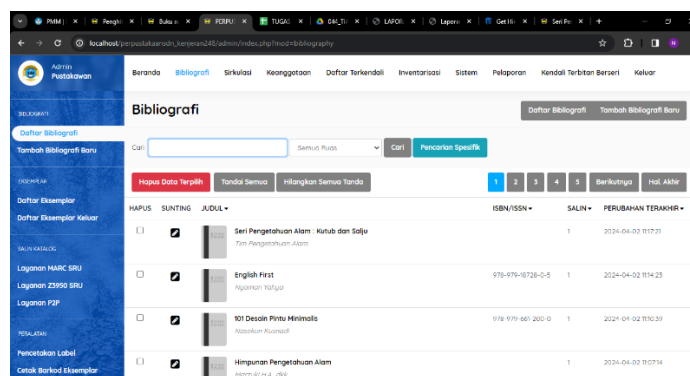 PMM |
Penghi
Buku s
PERPU
TUGAS
LAPOR
Laporar
Get Hi
Seri Pe
localhost/perpustakaansdn_kenjeran248/admin/index.php?mod=bibliography
Admin
Pustakawan
Beranda Bibliografi Sirkulasi Keanggotaan Daftar Terkendali Inventarisasi Sistem Pelaporan Kendali Terbitan Berseri Keluar
BIBLIOGRAFI
Daftar Bibliografi
Tambah Bibliografi Baru
EKSEMPLAR
Daftar Eksemplar
Daftar Eksemplar Keluar
SALIN KATALOG
Layanan MARC SRU
Layanan Z3950 SRU
Layanan P2P
PERALATAN
Pencetakan Label
Cetak Barkod Eksemplar
Bibliografi
Daftar Bibliografi Tambah Bibliografi Baru
Cari Semua Ruas Cari Pencarian Spesifik
Hapus Data Terpilih Tandai Semua Hilangkan Semua Tanda 1 2 3 4 5 Berikutnya Hal. Akhir
HAPUS SUNTING JUDUL ISBN/ISSN SALIN PERUBAHAN TERAKHIR
Seri Pengetahuan Alam : Kutub dan Salju 1 2024-04-02 11:17:21
Tim Pengetahuan Alam
English First 978-979-18728-0-5 1 2024-04-02 11:14:23
Nyoman Yahya
101 Desain Pintu Minimalis 978-979-661-200-0 1 2024-04-02 11:10:39
Nasekun Kusnadi
Himpunan Pengetahuan Alam 1 2024-04-02 11:07:14